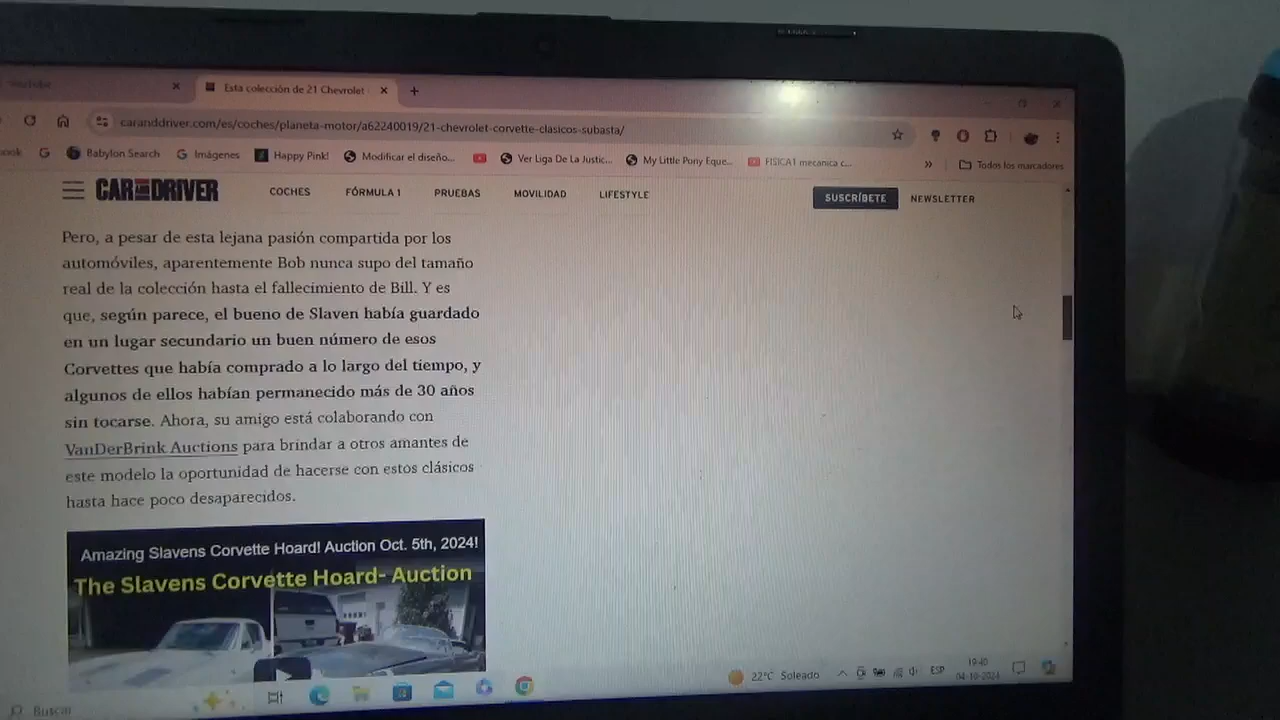 YouTube
Esta colección de 21 Chevrolet
caranddriver.com/es/coches/planeta-motor/a62240019/21-chevrolet-corvette-clasicos-subasta/
ook
Babylon Search
Imágenes
Happy Pink!
Modificar el diseño...
Ver Liga De La Justic...
My Little Pony Eque...
FISICA1 mecanica c...
Todos los marcadores
CAR AND DRIVER
COCHES
FÓRMULA 1
PRUEBAS
MOVILIDAD
LIFESTYLE
SUSCRÍBETE
NEWSLETTER
Pero, a pesar de esta lejana pasión compartida por los
automóviles, aparentemente Bob nunca supo del tamaño
real de la colección hasta el fallecimiento de Bill. Y es
que, según parece, el bueno de Slaven había guardado
en un lugar secundario un buen número de esos
Corvettes que había comprado a lo largo del tiempo, y
algunos de ellos habían permanecido más de 30 años
sin tocarse. Ahora, su amigo está colaborando con
VanDerBrink Auctions para brindar a otros amantes de
este modelo la oportunidad de hacerse con estos clásicos
hasta hace poco desaparecidos.
Amazing Slavens Corvette Hoard! Auction Oct. 5th, 2024!
The Slavens Corvette Hoard- Auction
Buscar
22°C Soleado
ESP
19:40
04-10-2024